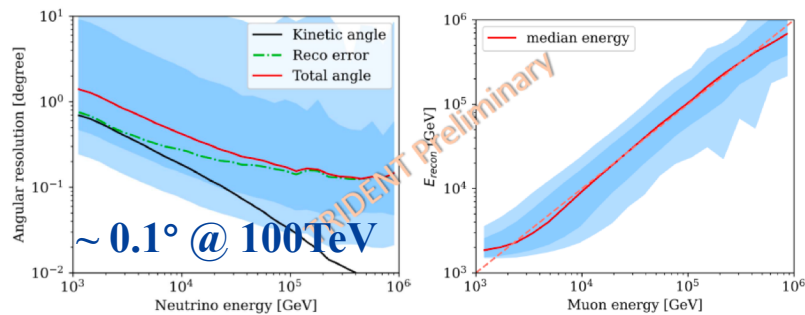 10¹
10⁰
10⁻¹
10⁻²
Angular resolution [degree]
Kinetic angle
Reco error
Total angle
~ 0.1° @ 100TeV
10³
10⁴
10⁵
10⁶
Neutrino energy [GeV]
TRIDENT Preliminary
10⁶
10⁵
10⁴
10³
E_recon [GeV]
median energy
10³
10⁴
10⁵
10⁶
Muon energy [GeV]